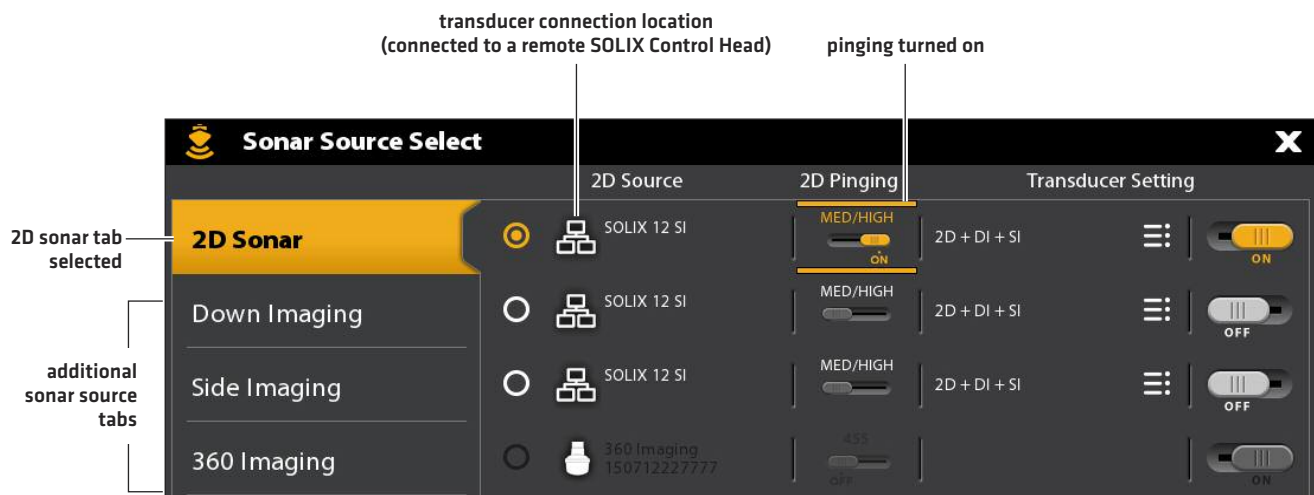 transducer connection location
(connected to a remote SOLIX Control Head)
pinging turned on
Sonar Source Select
X
2D Source
2D Pinging
Transducer Setting
2D sonar tab
selected
2D Sonar
SOLIX 12 SI
MED/HIGH
ON
2D + DI + SI
ON
additional
sonar source
tabs
Down Imaging
SOLIX 12 SI
MED/HIGH
2D + DI + SI
OFF
Side Imaging
SOLIX 12 SI
MED/HIGH
2D + DI + SI
OFF
360 Imaging
360 Imaging
150712227777
455
OFF
ON